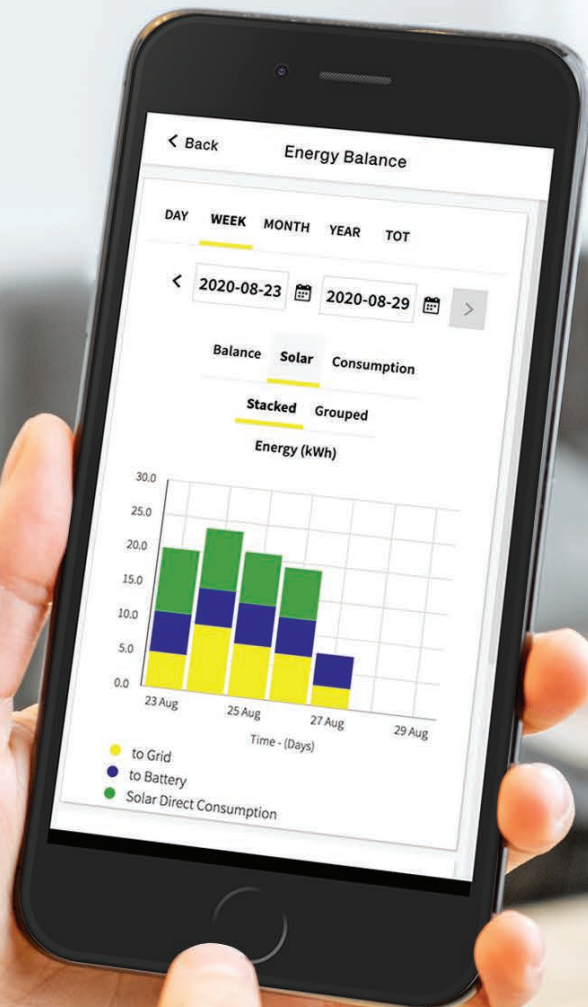 Back Energy Balance
DAY WEEK MONTH YEAR TOT
2020-08-23 2020-08-29
Balance Solar Consumption
Stacked Grouped
Energy (kWh)
30.0
25.0
20.0
15.0
10.0
5.0
0.0
23 Aug 25 Aug 27 Aug 29 Aug
Time - (Days)
to Grid
to Battery
Solar Direct Consumption